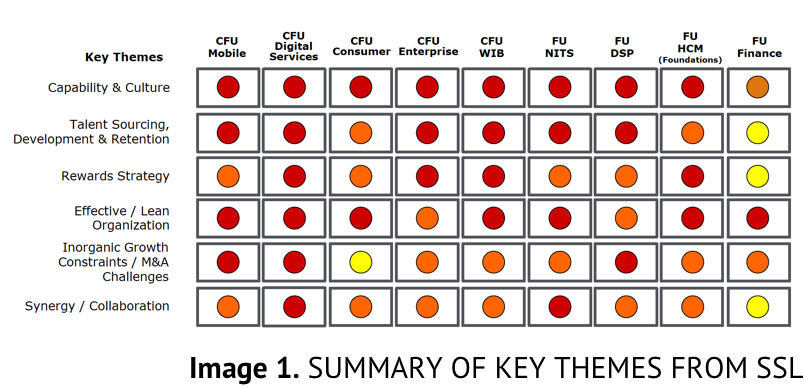 Key Themes
CFU
Mobile
CFU
Digital
Services
CFU
Consumer
CFU
Enterprise
CFU
WIB
FU
NITS
FU
DSP
FU
HCM
(Foundations)
FU
Finance
Capability & Culture
Talent Sourcing,
Development & Retention
Rewards Strategy
Effective / Lean
Organization
Inorganic Growth
Constraints / M&A
Challenges
Synergy / Collaboration
Image 1. SUMMARY OF KEY THEMES FROM SSL